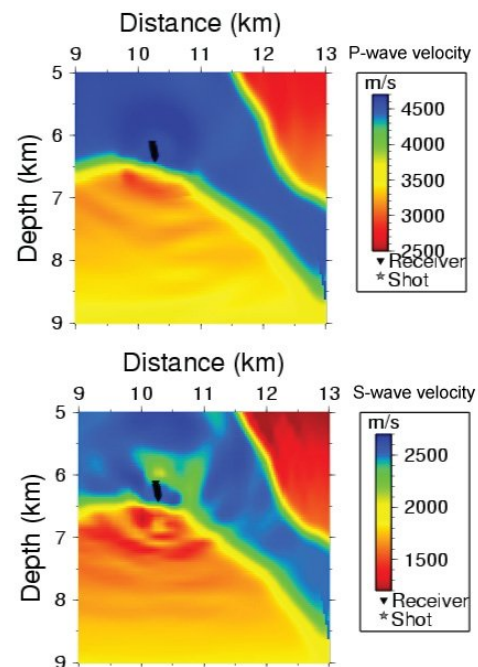 Distance (km)
9 10 11 12 13
P-wave velocity
Depth (km)
5
6
7
8
9
m/s
4500
4000
3500
3000
2500
Receiver
Shot
Distance (km)
9 10 11 12 13
S-wave velocity
Depth (km)
5
6
7
8
9
m/s
2500
2000
1500
Receiver
Shot